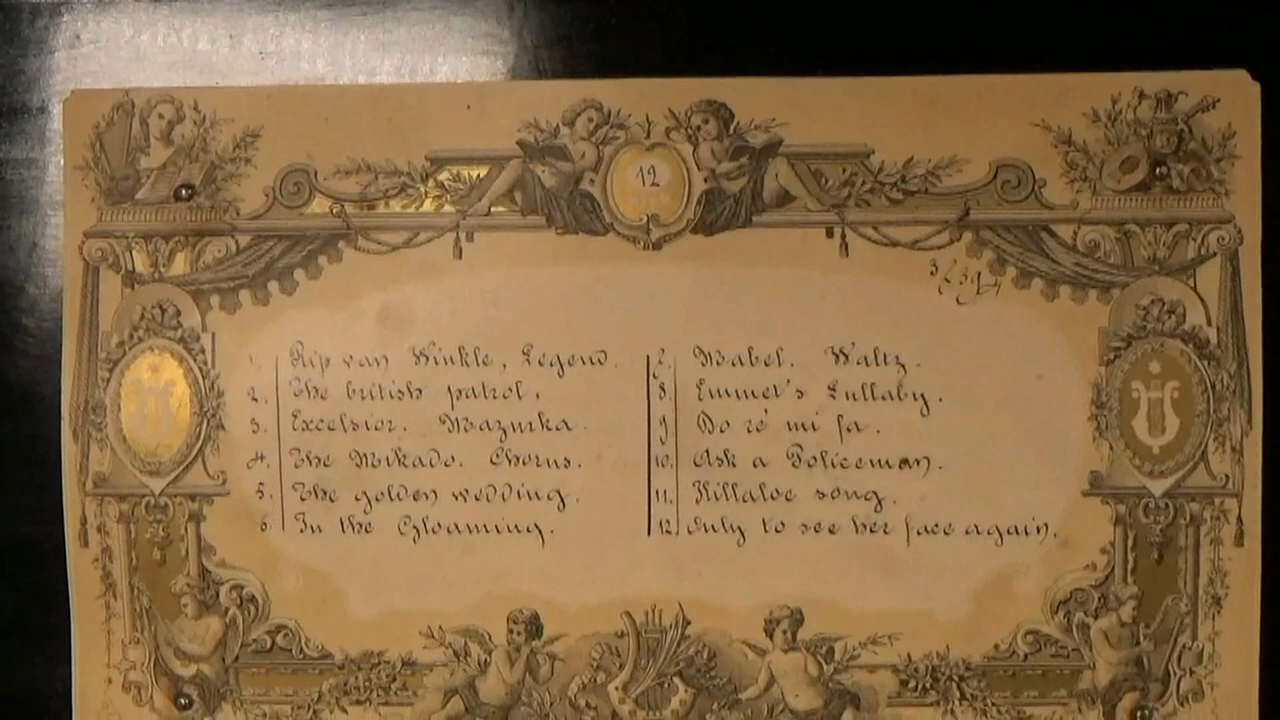 12
1. Rip van Winkle, Legend.
2. The british patrol.
3. Excelsior. Mazurka.
4. The Mikado. Chorus.
5. The golden wedding.
6. In the Gloaming.
7. Mabel. Waltz.
8. Emmet's Lullaby.
9 Do ré mi fa.
10. Ask a Policeman.
11. Killaloe song.
12 Only to see her face again.